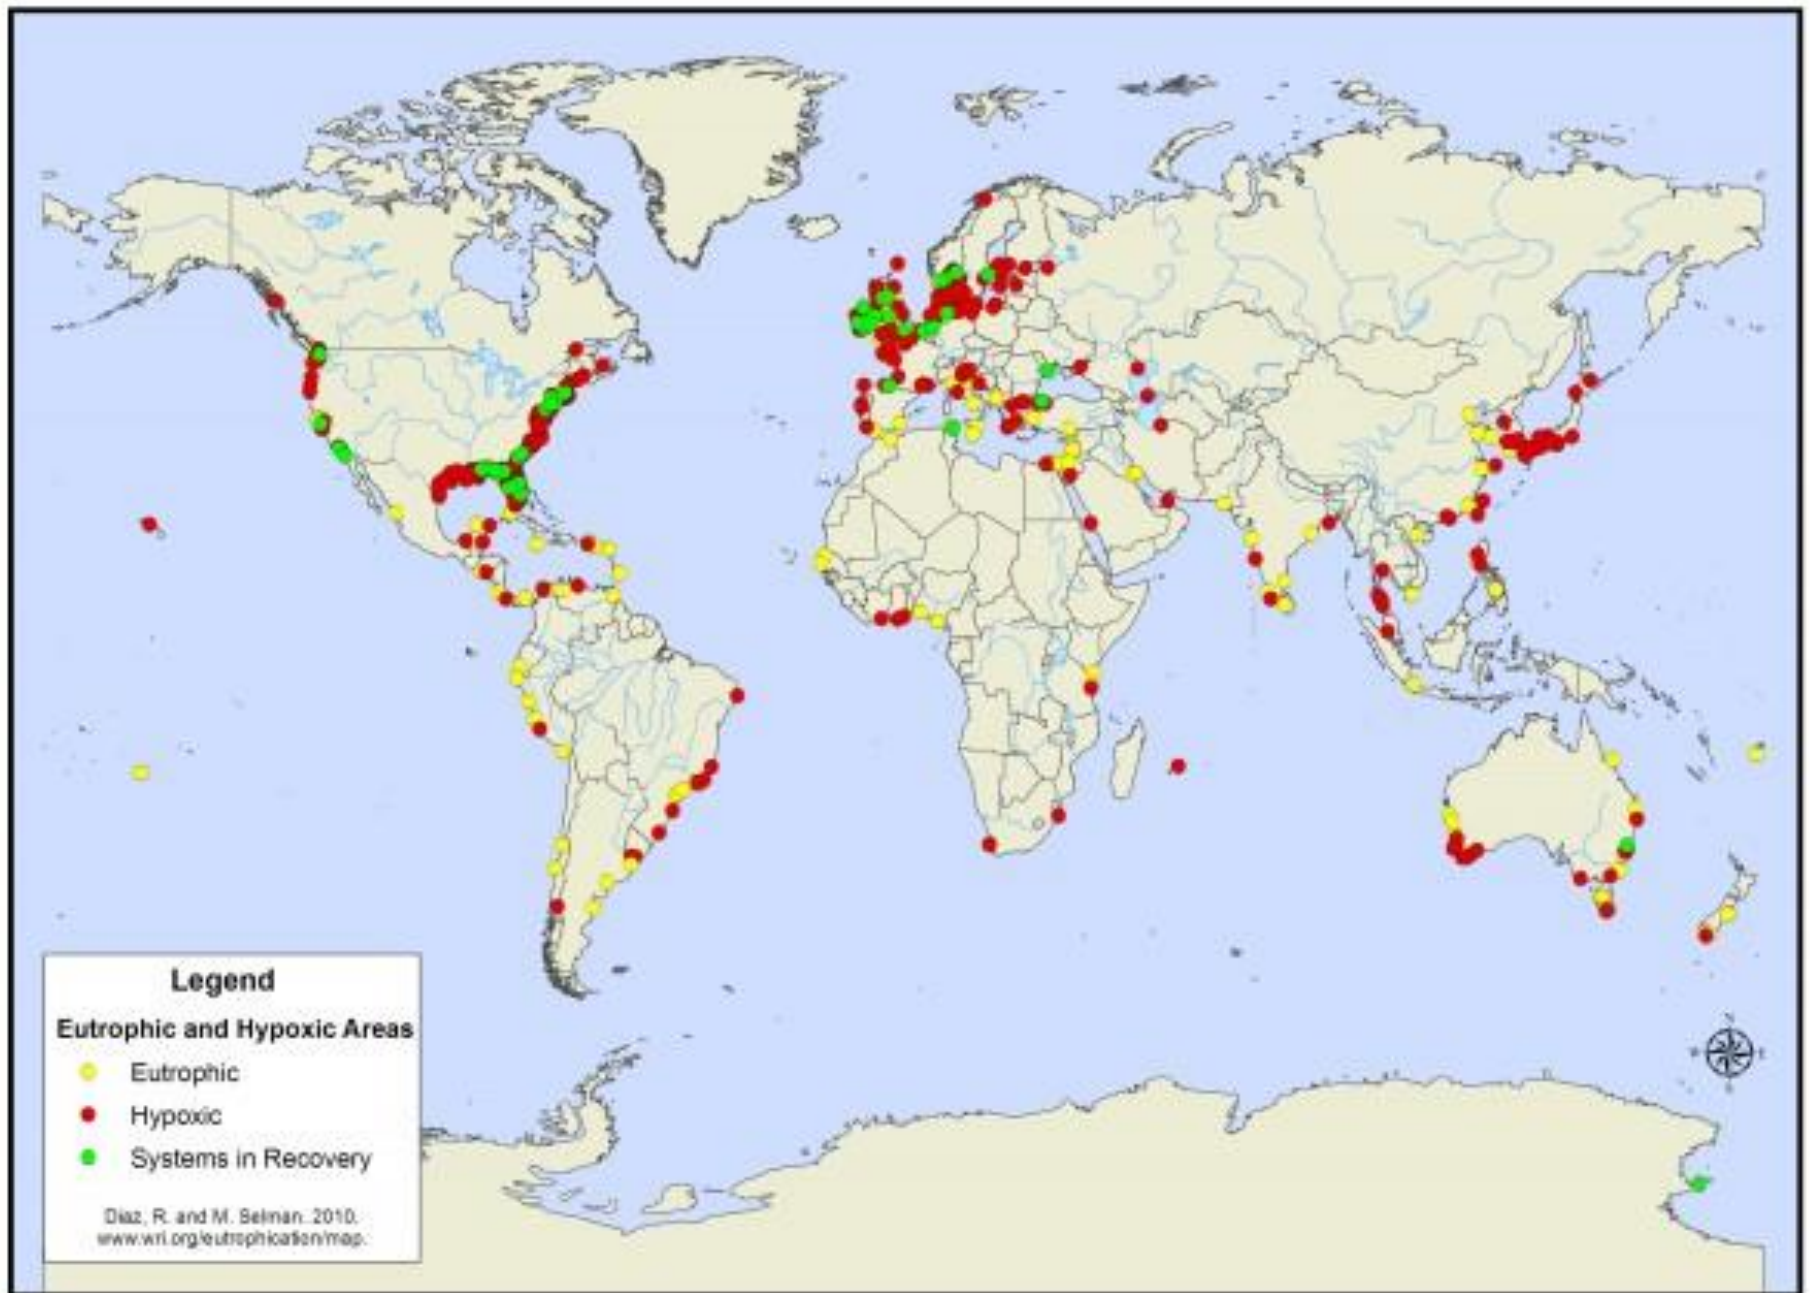 Legend
Eutrophic and Hypoxic Areas
Eutrophic
Hypoxic
Systems in Recovery
Diaz, R. and M. Selman. 2010.
www.wri.org/eutrophication/map.